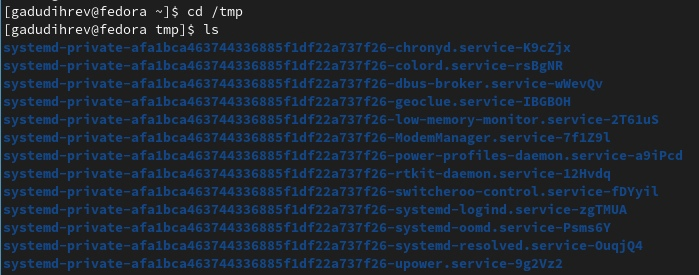 [gadudihrev@fedora ~]$ cd /tmp
[gadudihrev@fedora tmp]$ ls
systemd-private-afa1bca463744336885f1df22a737f26-chronyd.service-K9cZjx
systemd-private-afa1bca463744336885f1df22a737f26-colord.service-rsBgNR
systemd-private-afa1bca463744336885f1df22a737f26-dbus-broker.service-wWevQv
systemd-private-afa1bca463744336885f1df22a737f26-geoclue.service-IBGBOH
systemd-private-afa1bca463744336885f1df22a737f26-low-memory-monitor.service-2T61uS
systemd-private-afa1bca463744336885f1df22a737f26-ModemManager.service-7f1Z9l
systemd-private-afa1bca463744336885f1df22a737f26-power-profiles-daemon.service-a9iPcd
systemd-private-afa1bca463744336885f1df22a737f26-rtkit-daemon.service-12Hvdq
systemd-private-afa1bca463744336885f1df22a737f26-switcheroo-control.service-fDYyil
systemd-private-afa1bca463744336885f1df22a737f26-systemd-logind.service-zgTMUA
systemd-private-afa1bca463744336885f1df22a737f26-systemd-oomd.service-Psms6Y
systemd-private-afa1bca463744336885f1df22a737f26-systemd-resolved.service-OuqjQ4
systemd-private-afa1bca463744336885f1df22a737f26-upower.service-9g2Vz2